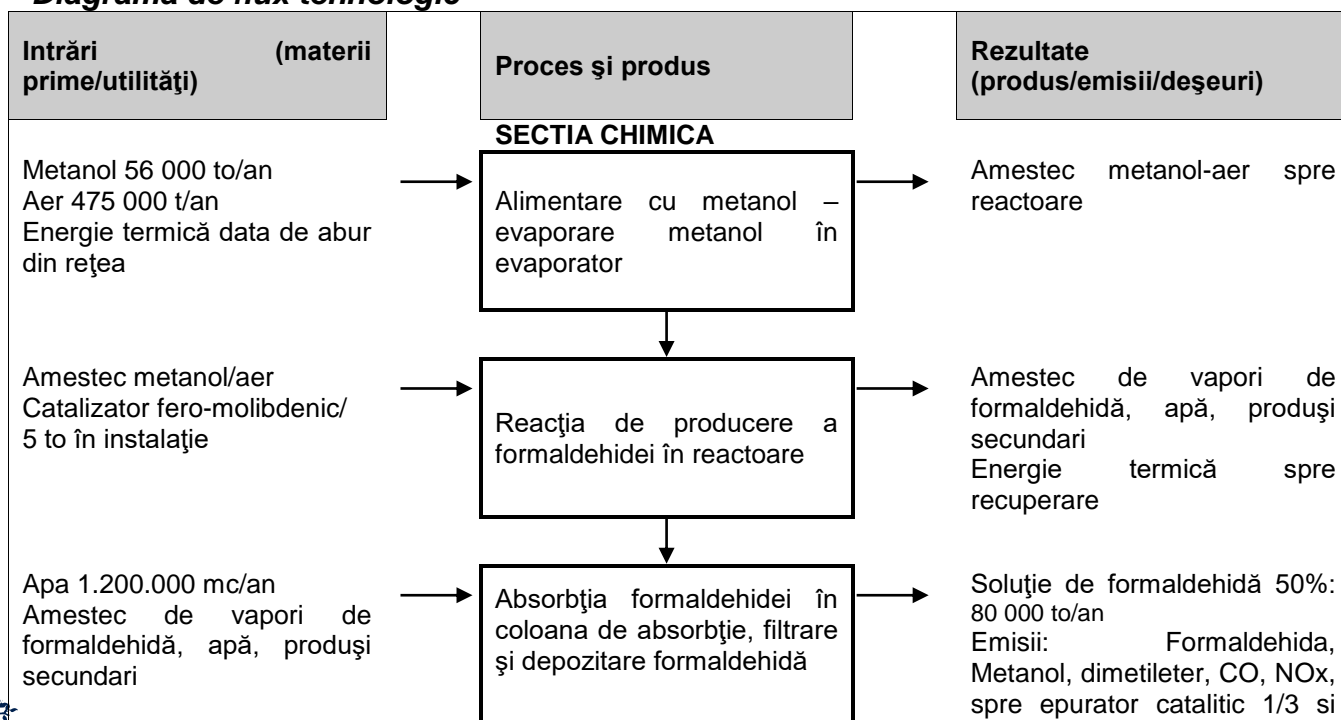 Diagrama de flux tehnologic
Intrări (materii
prime/utilităţi)
Proces şi produs
Rezultate
(produs/emisii/deşeuri)
SECTIA CHIMICA
Metanol 56 000 to/an
Aer 475 000 t/an
Energie termică data de abur
din reţea
Alimentare cu metanol –
evaporare metanol în
evaporator
Amestec metanol-aer spre
reactoare
Amestec metanol/aer
Catalizator fero-molibdenic/
5 to în instalaţie
Reacţia de producere a
formaldehidei în reactoare
Amestec de vapori de
formaldehidă, apă, produşi
secundari
Energie termică spre
recuperare
Apa 1.200.000 mc/an
Amestec de vapori de
formaldehidă, apă, produşi
secundari
Absorbţia formaldehidei în
coloana de absorbţie, filtrare
şi depozitare formaldehidă
Soluţie de formaldehidă 50%:
80 000 to/an
Emisii: Formaldehida,
Metanol, dimetileter, CO, NOx,
spre epurator catalitic 1/3 si